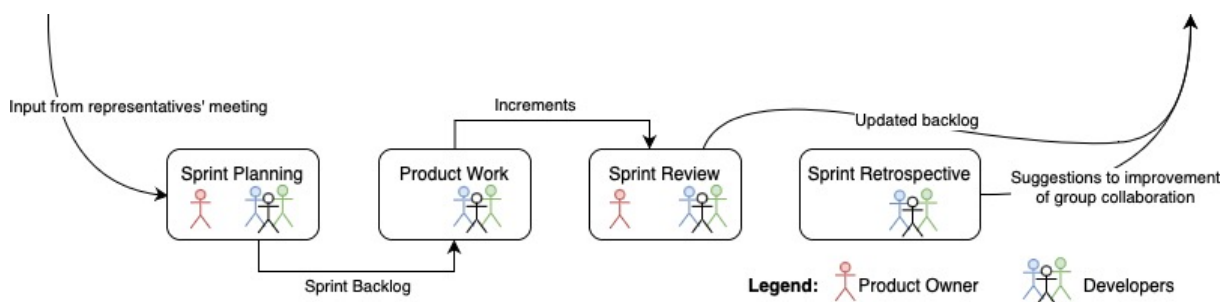 Input from representatives' meeting
Increments
Updated backlog
Sprint Planning
Product Work
Sprint Review
Sprint Retrospective
Suggestions to improvement
of group collaboration
Sprint Backlog
Legend:
Product Owner
Developers